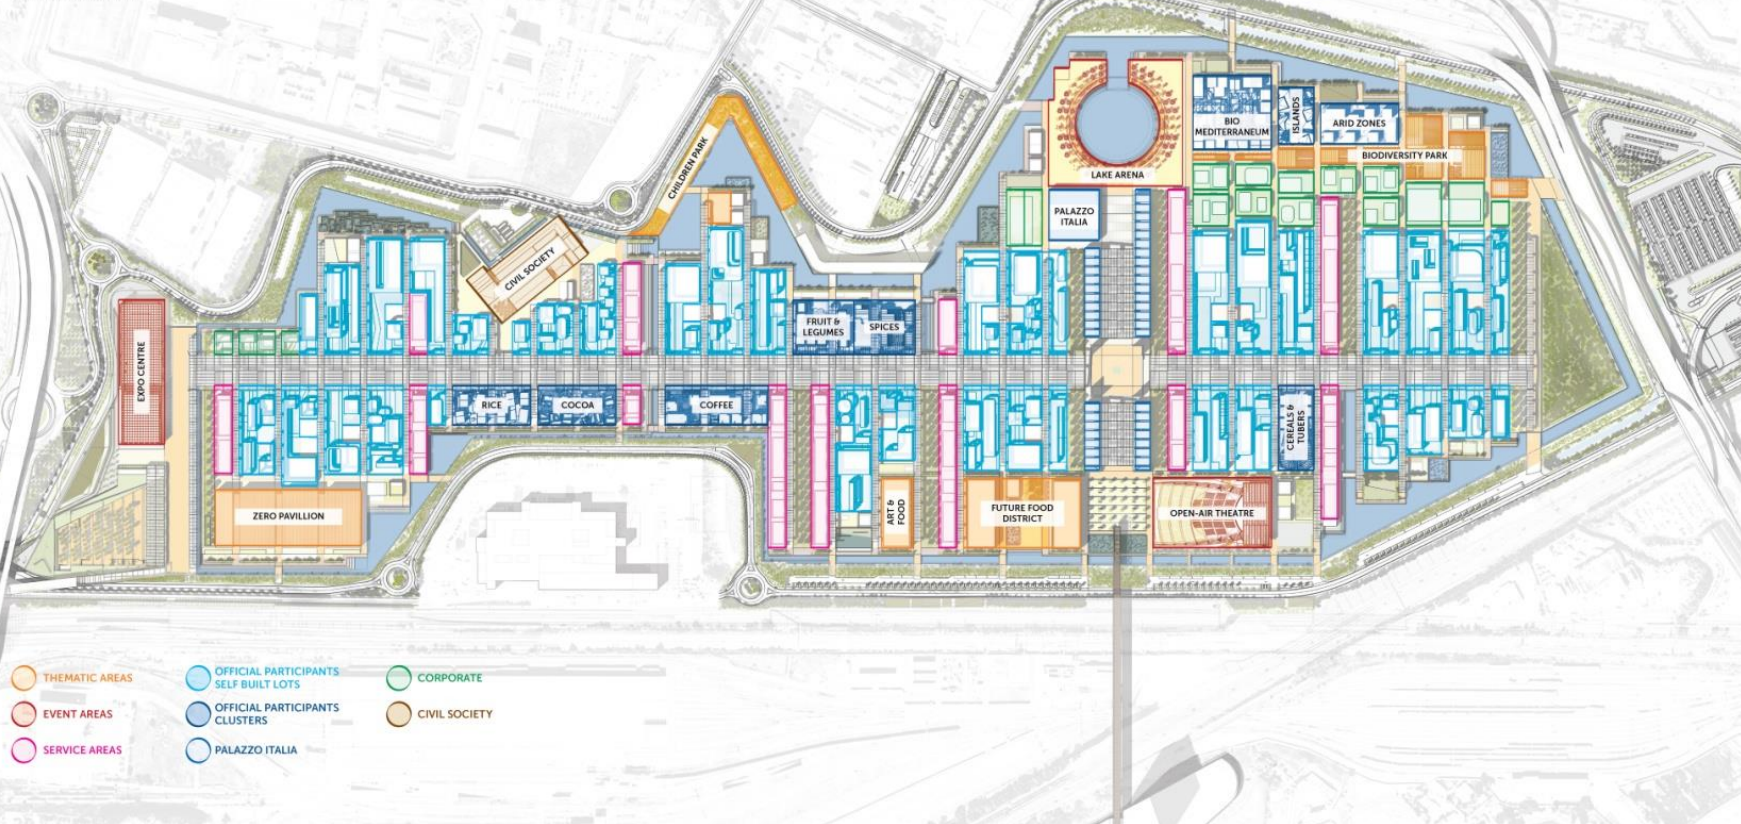 CHILDREN PARK
CIVIL SOCIETY
EXPO CENTRE
LAKE ARENA
BIO
MEDITERRANEUM
ISLANDS
ARID ZONES
BIODIVERSITY PARK
PALAZZO
ITALIA
FRUIT &
LEGUMES
SPICES
RICE
COCOA
COFFEE
CEREALS &
TUBERS
ZERO PAVILLION
ART &
FOOD
FUTURE FOOD
DISTRICT
OPEN-AIR THEATRE
THEMATIC AREAS
EVENT AREAS
SERVICE AREAS
OFFICIAL PARTICIPANTS
SELF BUILT LOTS
OFFICIAL PARTICIPANTS
CLUSTERS
PALAZZO ITALIA
CORPORATE
CIVIL SOCIETY